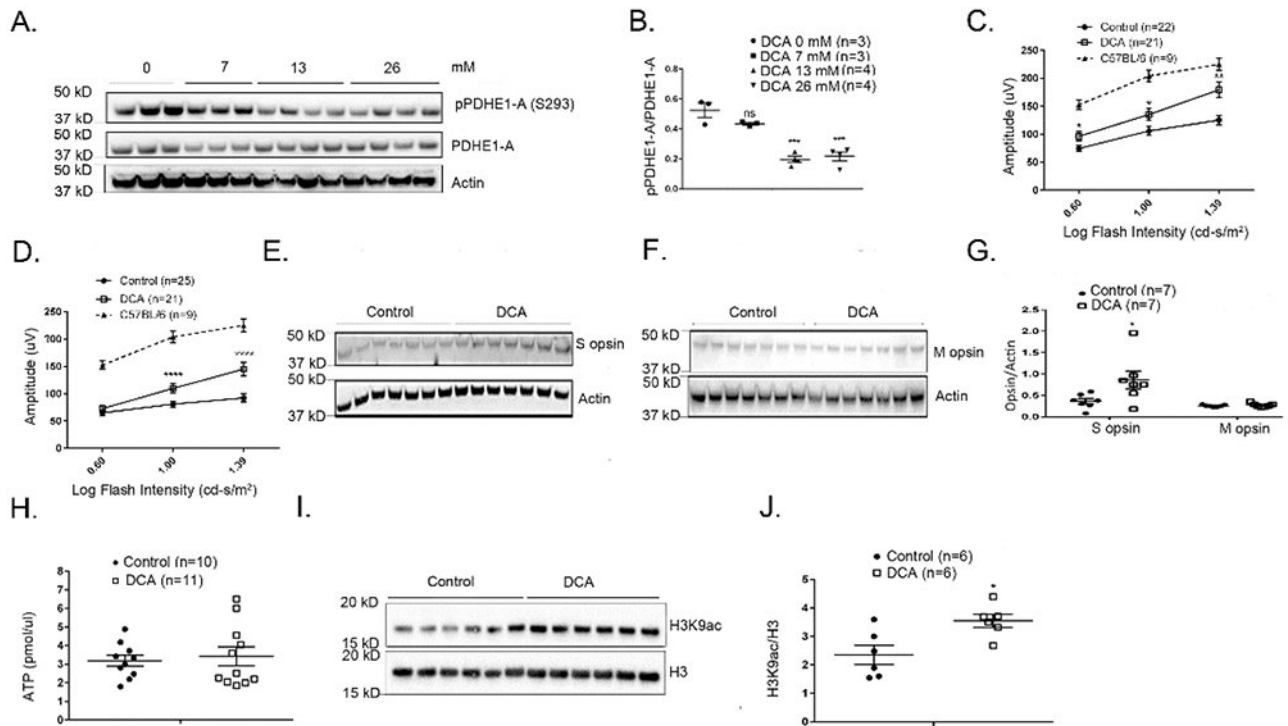 A.
0 7 13 26 mM
50 kD
37 kD
pPDHE1-A (S293)
50 kD
37 kD
PDHE1-A
50 kD
37 kD
Actin
B.
DCA 0 mM (n=3)
DCA 7 mM (n=3)
DCA 13 mM (n=4)
DCA 26 mM (n=4)
pPDHE1-A/PDHE1-A
0.8
0.6
0.4
0.2
0.0
ns
***
***
C.
Control (n=22)
DCA (n=21)
C57BL/6 (n=9)
Amptitude (uV)
250
200
150
100
50
0
*
*
**
0.60 1.00 1.39
Log Flash Intensity (cd-s/m²)
D.
Control (n=25)
DCA (n=21)
C57BL/6 (n=9)
Amplitude (uV)
250
200
150
100
50
0
****
****
0.60 1.00 1.39
Log Flash Intensity (cd-s/m²)
E.
Control DCA
50 kD
37 kD
S opsin
50 kD
37 kD
Actin
F.
Control DCA
50 kD
37 kD
M opsin
50 kD
37 kD
Actin
G.
Control (n=7)
DCA (n=7)
Opsin/Actin
2.5
2.0
1.5
1.0
0.5
0.0
*
S opsin M opsin
H.
Control (n=10)
DCA (n=11)
ATP (pmol/ul)
8
7
6
5
4
3
2
1
0
I.
Control DCA
20 kD
15 kD
H3K9ac
20 kD
15 kD
H3
J.
Control (n=6)
DCA (n=6)
H3K9ac/H3
5
4
3
2
1
0
*